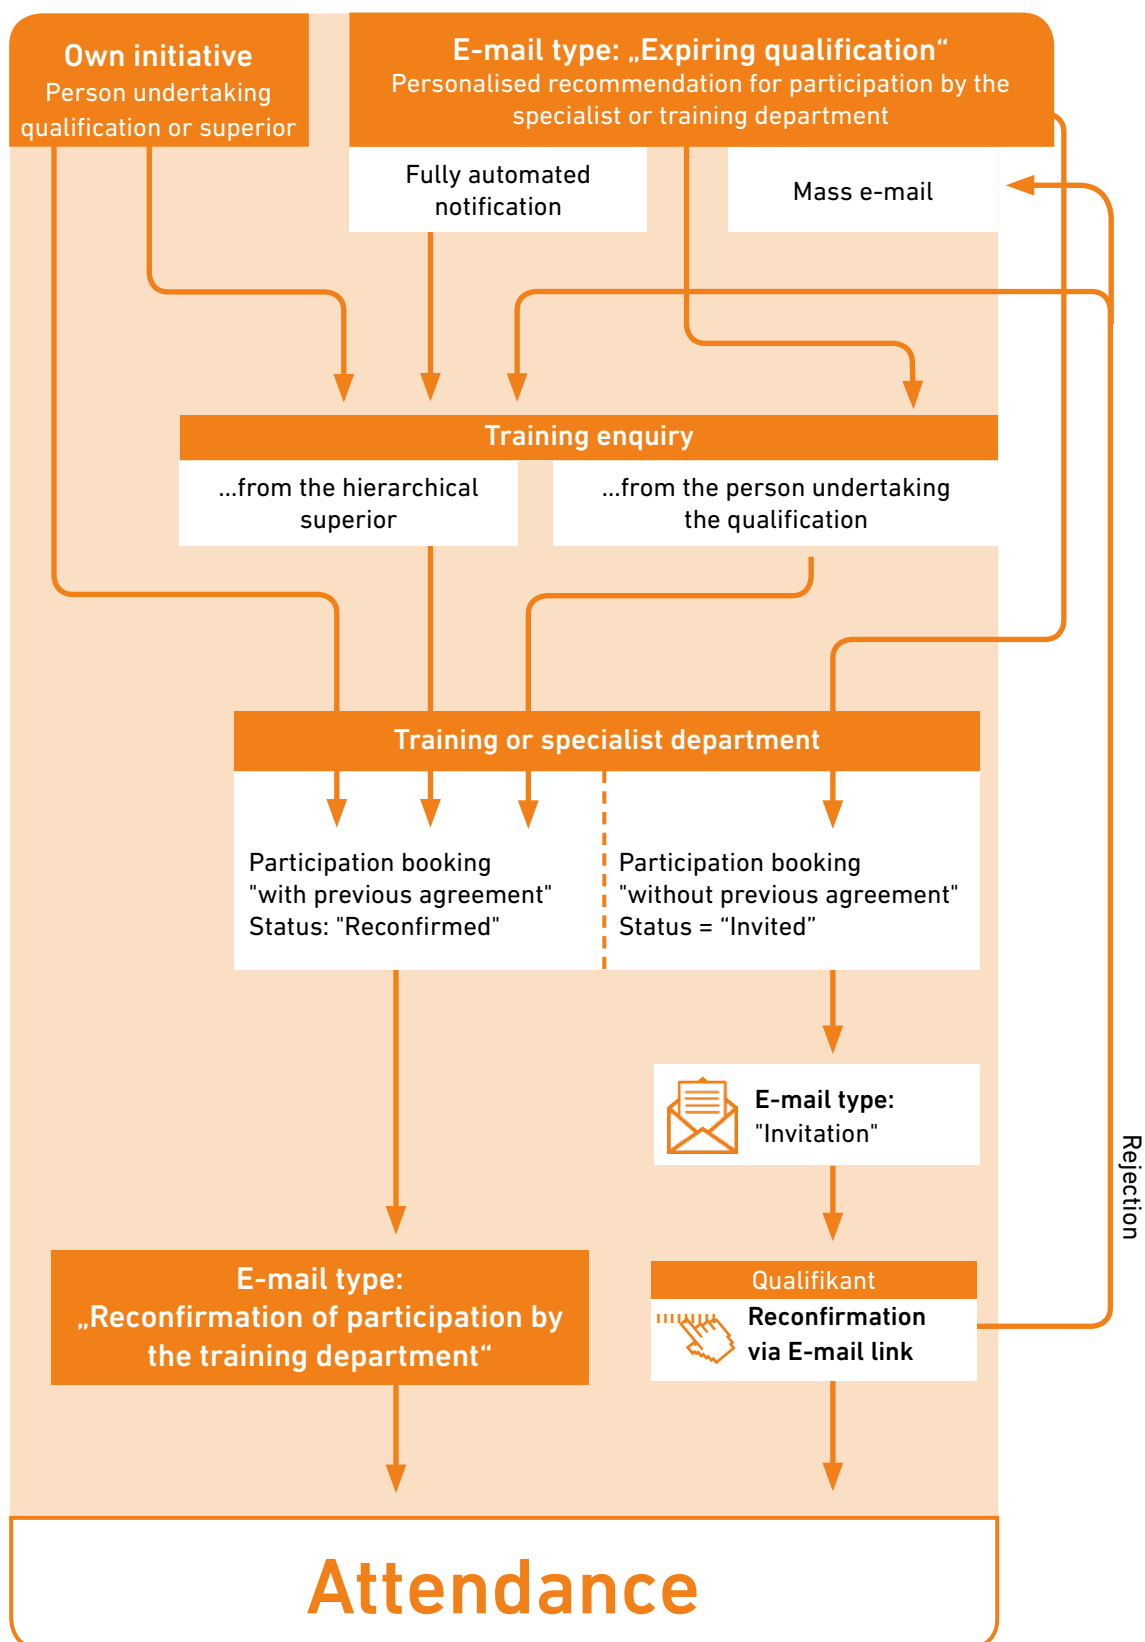 Own initiative
Person undertaking
qualification or superior
E-mail type: „Expiring qualification“
Personalised recommendation for participation by the
specialist or training department
Fully automated
notification
Mass e-mail
Training enquiry
...from the hierarchical
superior
...from the person undertaking
the qualification
Training or specialist department
Participation booking
"with previous agreement"
Status: "Reconfirmed"
Participation booking
"without previous agreement"
Status = “Invited”
E-mail type:
"Invitation"
Rejection
E-mail type:
„Reconfirmation of participation by
the training department“
Qualifikant
Reconfirmation
via E-mail link
Attendance